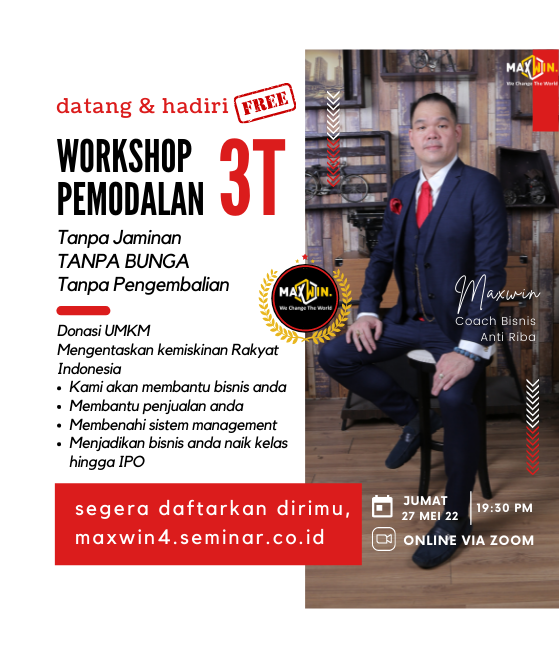 MAXWIN.
We Change The World
datang & hadiri FREE
WORKSHOP
PEMODALAN
3T
Tanpa Jaminan
TANPA BUNGA
Tanpa Pengembalian
MAXWIN.
We Change The World
Donasi UMKM
Mengentaskan kemiskinan Rakyat
Indonesia
• Kami akan membantu bisnis anda
• Membantu penjualan anda
• Membenahi sistem management
• Menjadikan bisnis anda naik kelas
hingga IPO
Maxwin
Coach Bisnis
Anti Riba
segera daftarkan dirimu,
maxwin4.seminar.co.id
JUMAT
27 MEI 22
19:30 PM
ONLINE VIA ZOOM